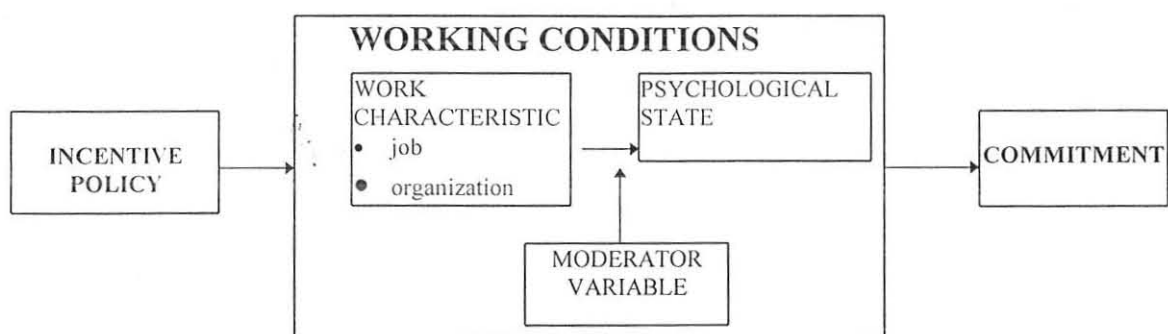 WORKING CONDITIONS
WORK
CHARACTERISTIC
• job
• organization
PSYCHOLOGICAL
STATE
INCENTIVE
POLICY
COMMITMENT
MODERATOR
VARIABLE